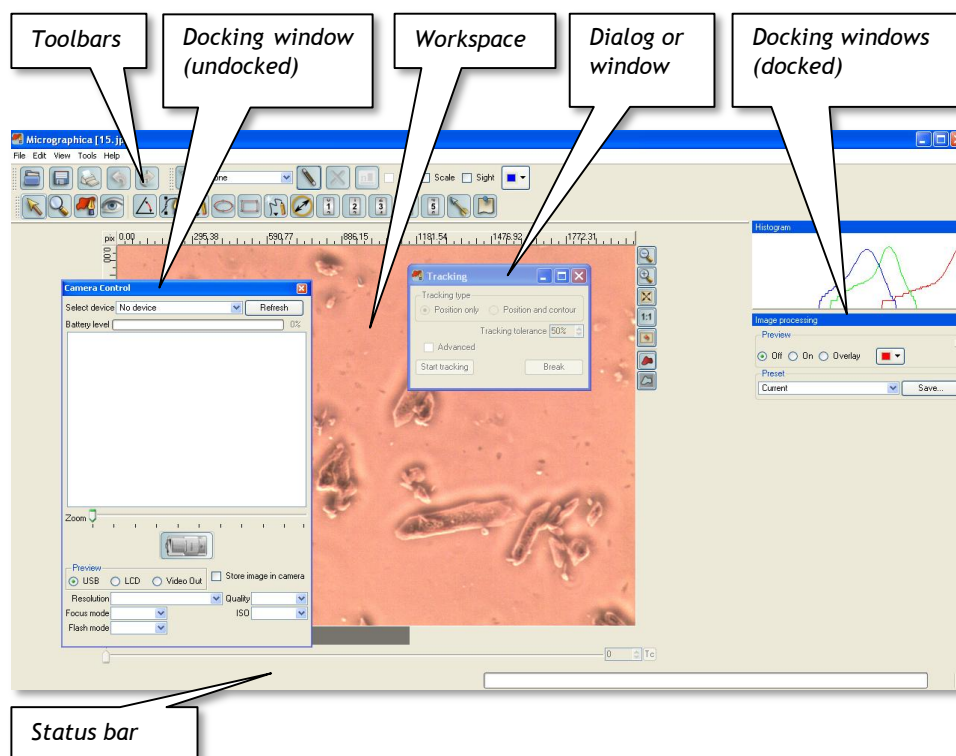 Toolbars
Docking window
(undocked)
Workspace
Dialog or
window
Docking windows
(docked)
Micrographica [15.jp
File Edit View Tools Help
Scale Sight
pix 0.00 295.38 590.77 886.15 1181.54 1476.92 1772.31
0.00
1:1
Camera Control
Select device No device Refresh
Battery level 0%
Zoom
Preview
USB LCD Video Out Store image in camera
Resolution Quality
Focus mode ISO
Flash mode
Tracking
Tracking type
Position only Position and contour
Tracking tolerance 50%
Advanced
Start tracking Break
Histogram
Image processing
Preview
Off On Overlay
Preset
Current Save...
0 Tc
Status bar